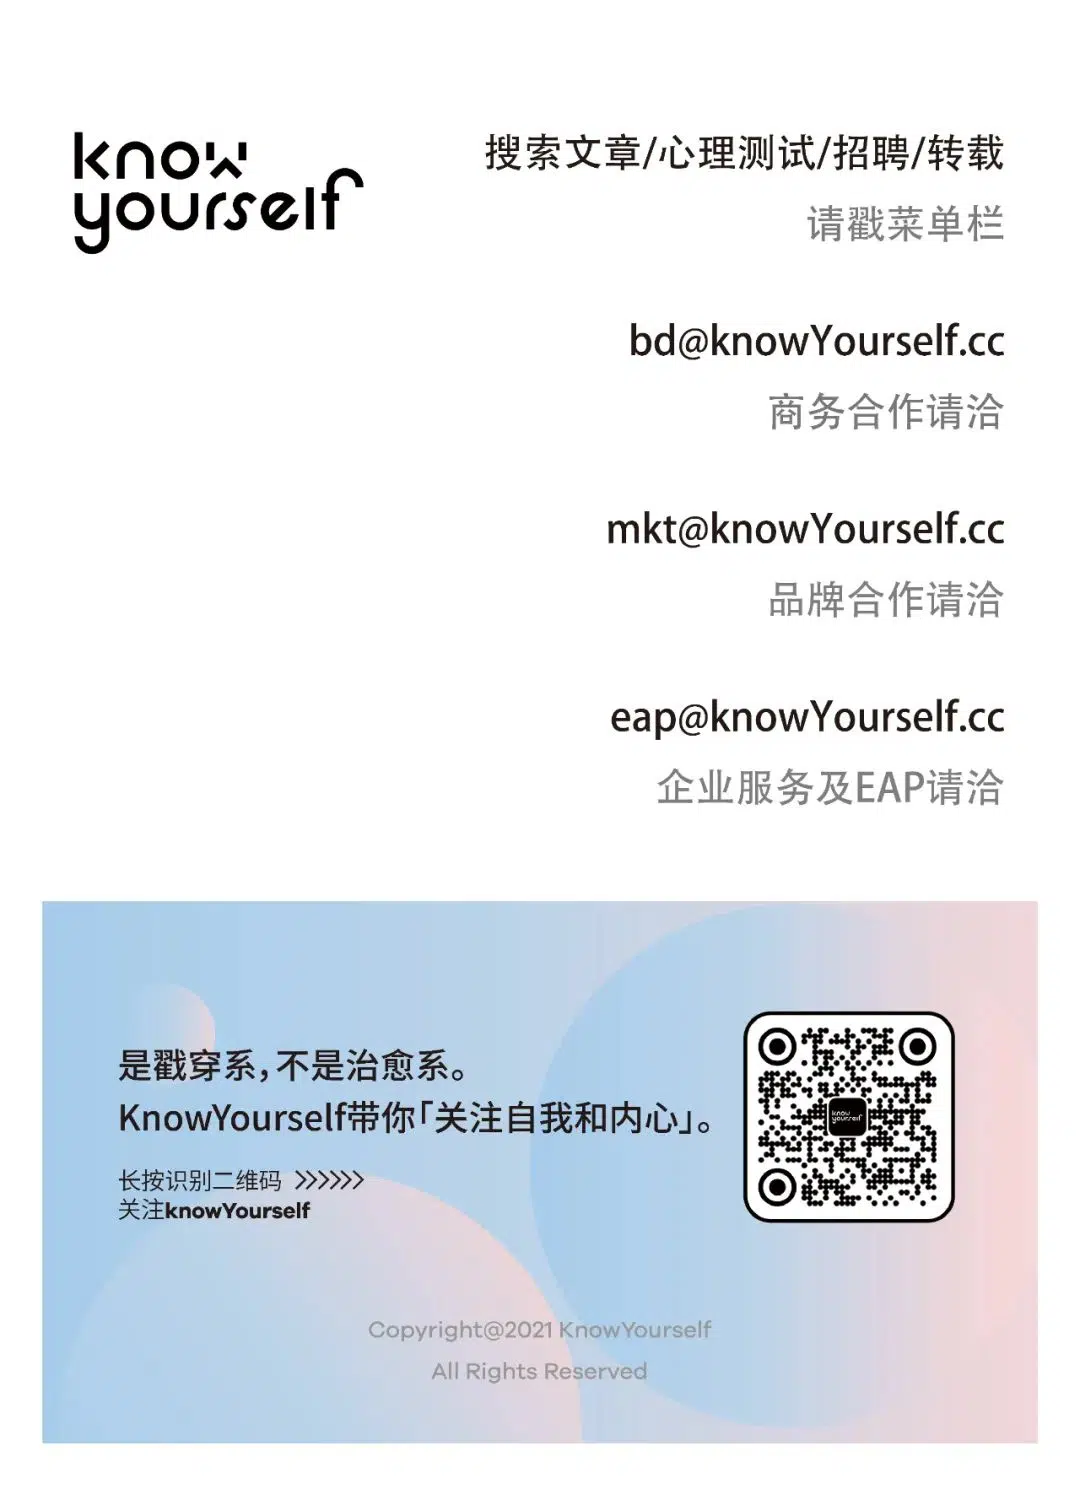 know
yourself
搜索文章/心理测试/招聘/转载
请戳菜单栏
bd@knowYourself.cc
商务合作请洽
mkt@knowYourself.cc
品牌合作请洽
eap@knowYourself.cc
企业服务及EAP请洽
是戳穿系，不是治愈系。
KnowYourself带你「关注自我和内心」。
know
yourself
长按识别二维码 >>>>>>
关注knowYourself
Copyright@2021 KnowYourself
All Rights Reserved